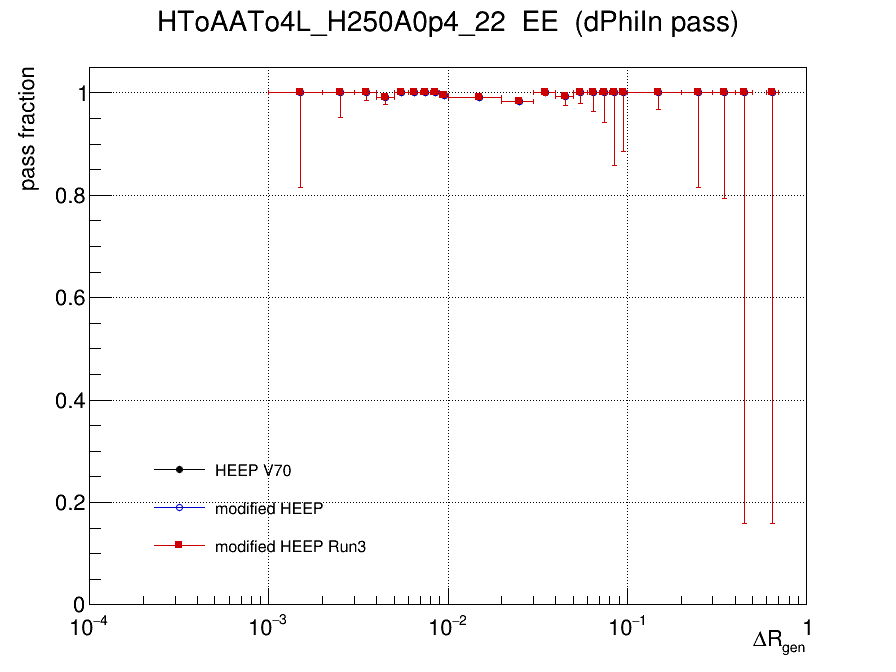 HToAATo4L_H250A0p4_22 EE (dPhiIn pass)
pass fraction
1
0.8
0.6
0.4
0.2
0
HEEP V70
modified HEEP
modified HEEP Run3
10⁻⁴ 10⁻³ 10⁻² 10⁻¹ 1
ΔR_gen